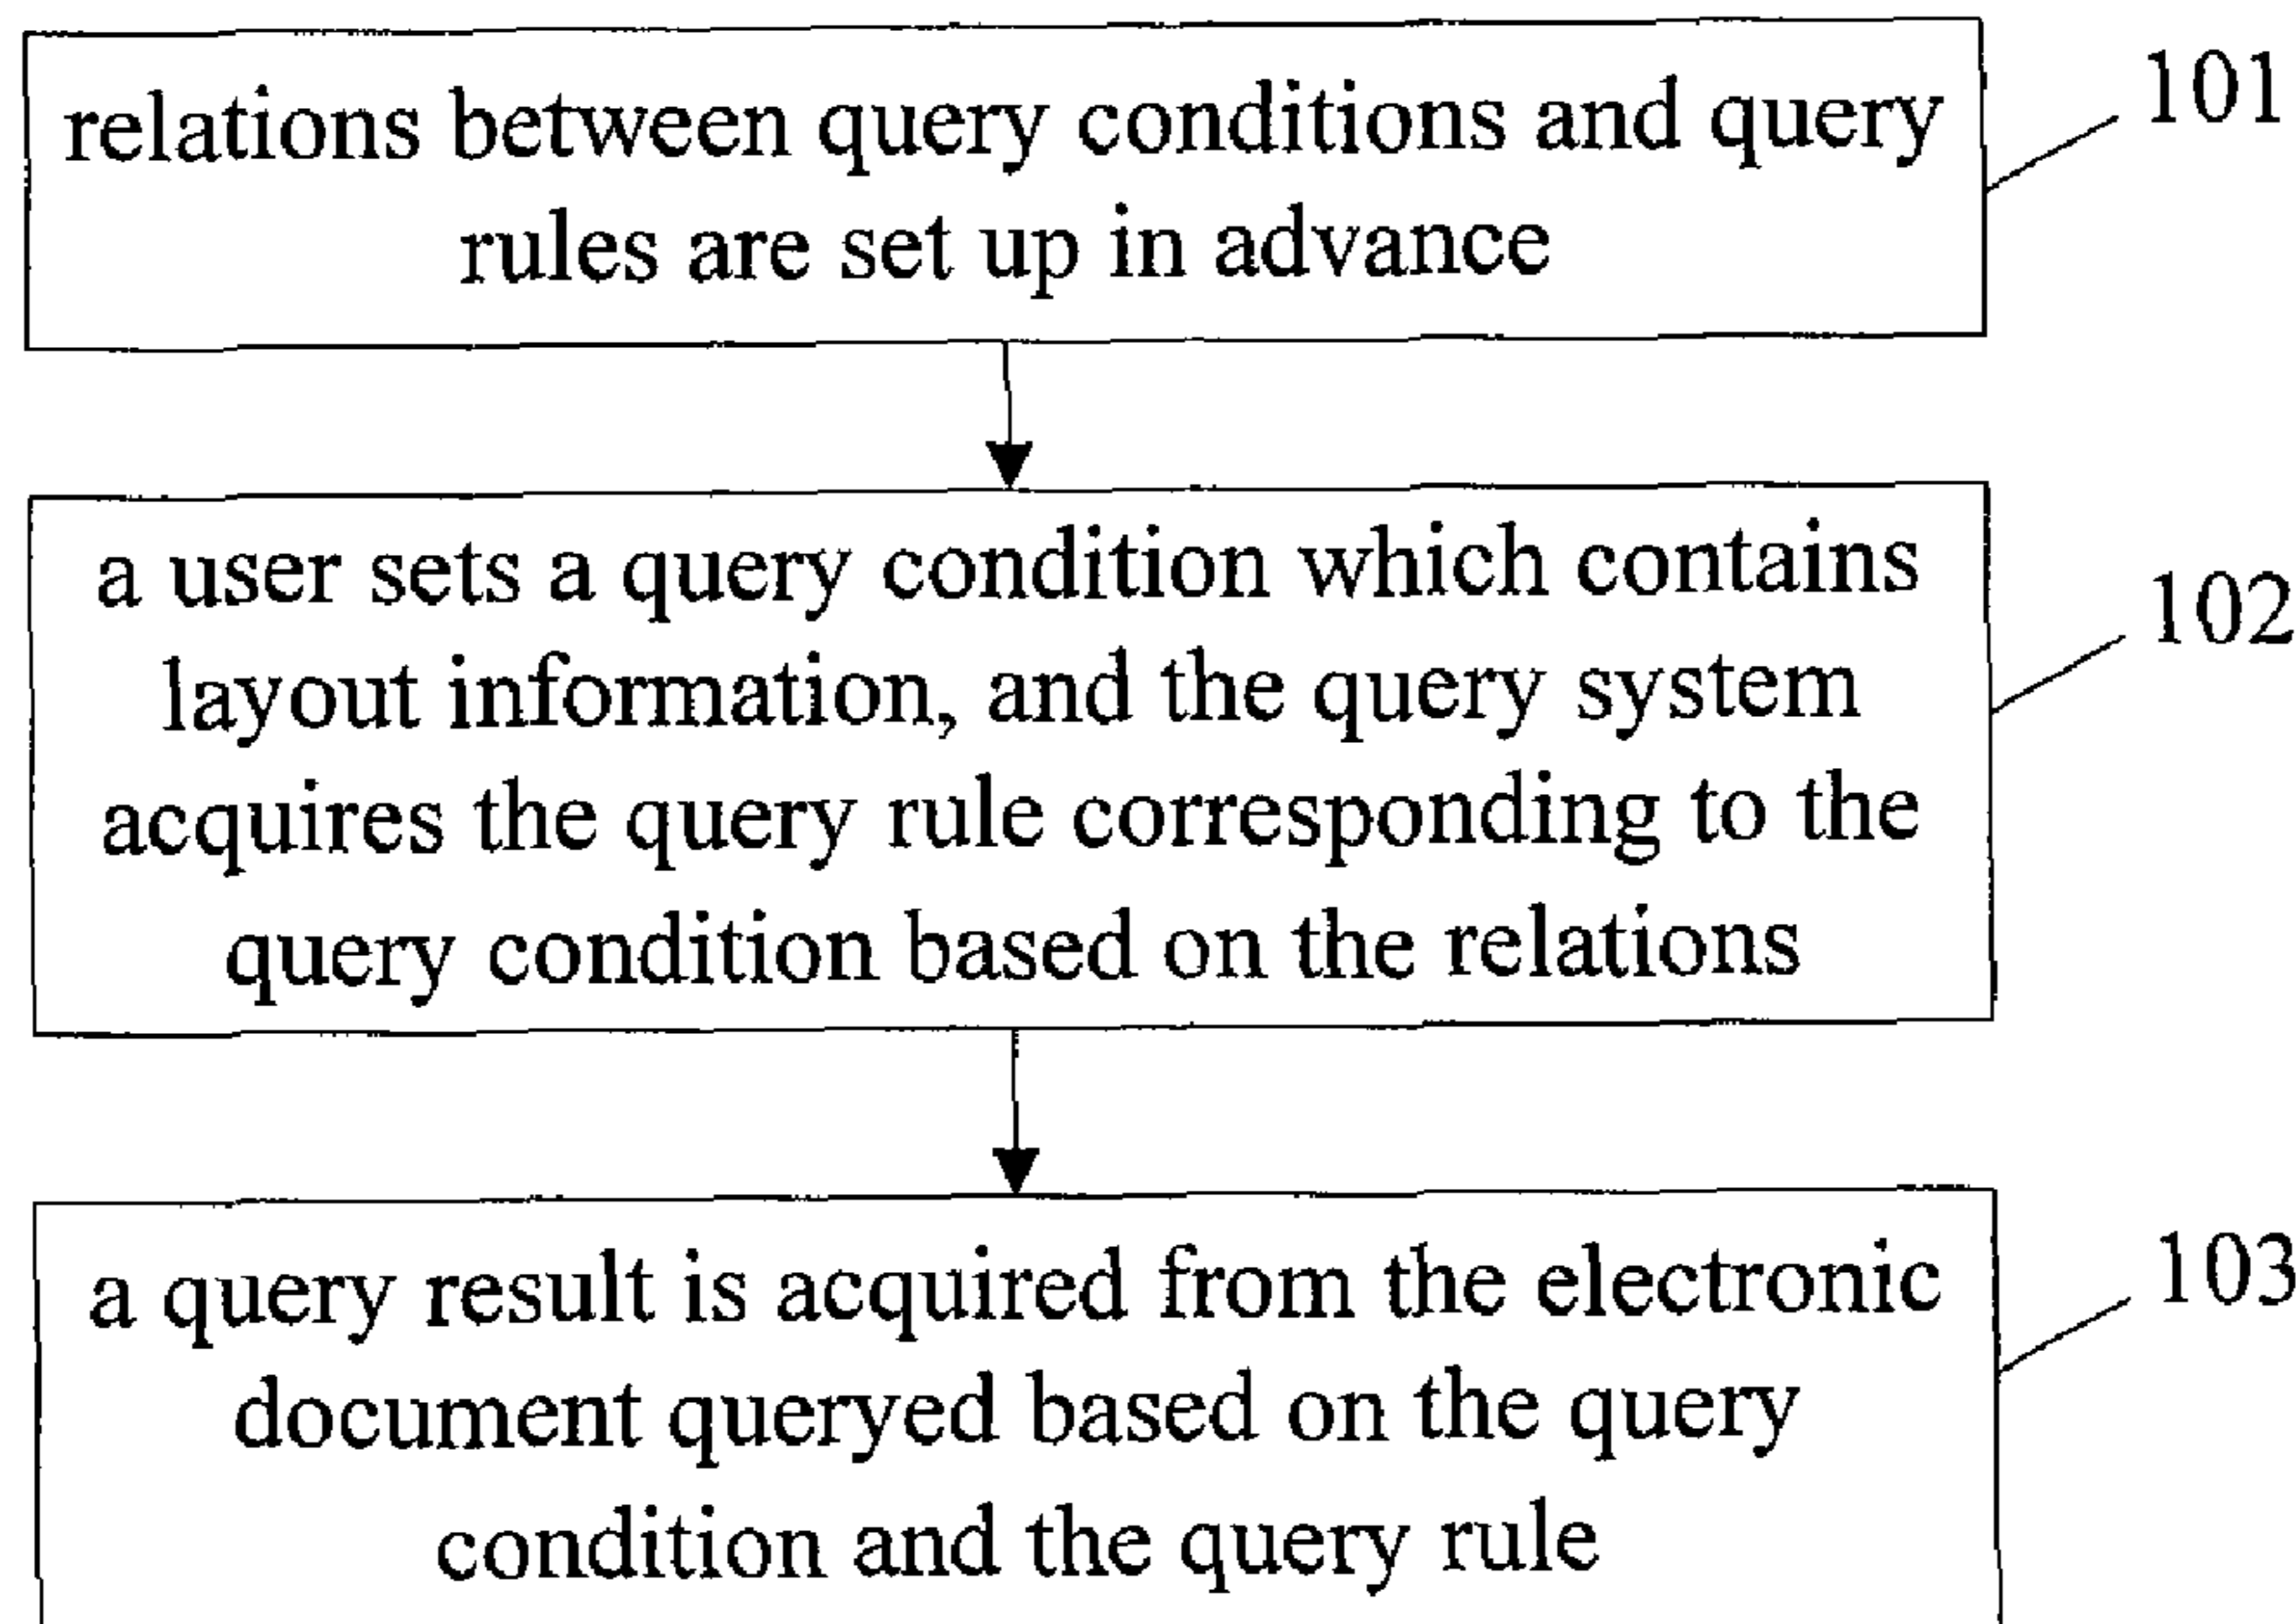 relations between query conditions and query
rules are set up in advance
101
a user sets a query condition which contains
layout information, and the query system
acquires the query rule corresponding to the
query condition based on the relations
102
a query result is acquired from the electronic
document queryed based on the query
condition and the query rule
103